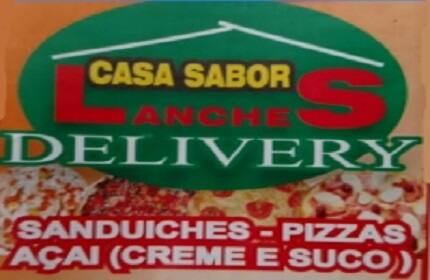 CASA SABOR
LANCHES
DELIVERY
SANDUICHES - PIZZAS
AÇAI (CREME E SUCO)